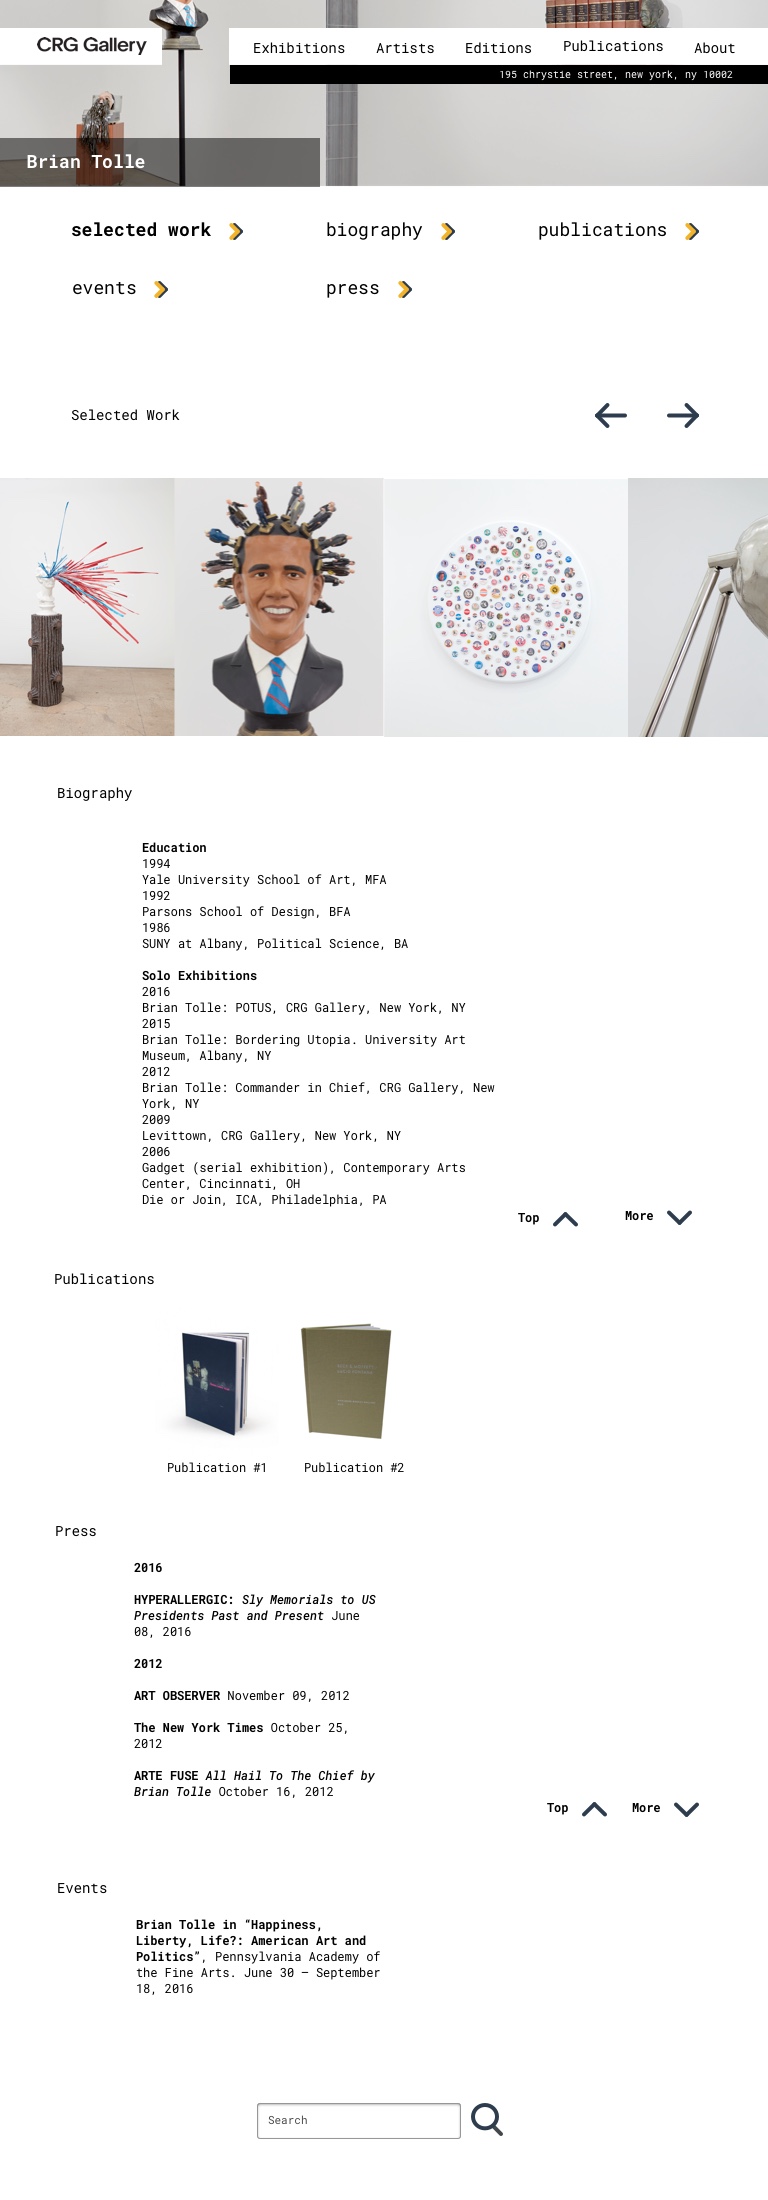 CRG Gallery
Exhibitions Artists Editions Publications About
195 chrystie street, new york, ny 10002
Brian Tolle
selected work biography publications
events press
Selected Work
Biography
Education
1994
Yale University School of Art, MFA
1992
Parsons School of Design, BFA
1986
SUNY at Albany, Political Science, BA
Solo Exhibitions
2016
Brian Tolle: POTUS, CRG Gallery, New York, NY
2015
Brian Tolle: Bordering Utopia. University Art
Museum, Albany, NY
2012
Brian Tolle: Commander in Chief, CRG Gallery, New
York, NY
2009
Levittown, CRG Gallery, New York, NY
2006
Gadget (serial exhibition), Contemporary Arts
Center, Cincinnati, OH
Die or Join, ICA, Philadelphia, PA
Top More
Publications
Publication #1 Publication #2
Press
2016
HYPERALLERGIC: Sly Memorials to US
Presidents Past and Present June
08, 2016
2012
ART OBSERVER November 09, 2012
The New York Times October 25,
2012
ARTE FUSE All Hail To The Chief by
Brian Tolle October 16, 2012
Top More
Events
Brian Tolle in “Happiness,
Liberty, Life?: American Art and
Politics”, Pennsylvania Academy of
the Fine Arts. June 30 – September
18, 2016
Search